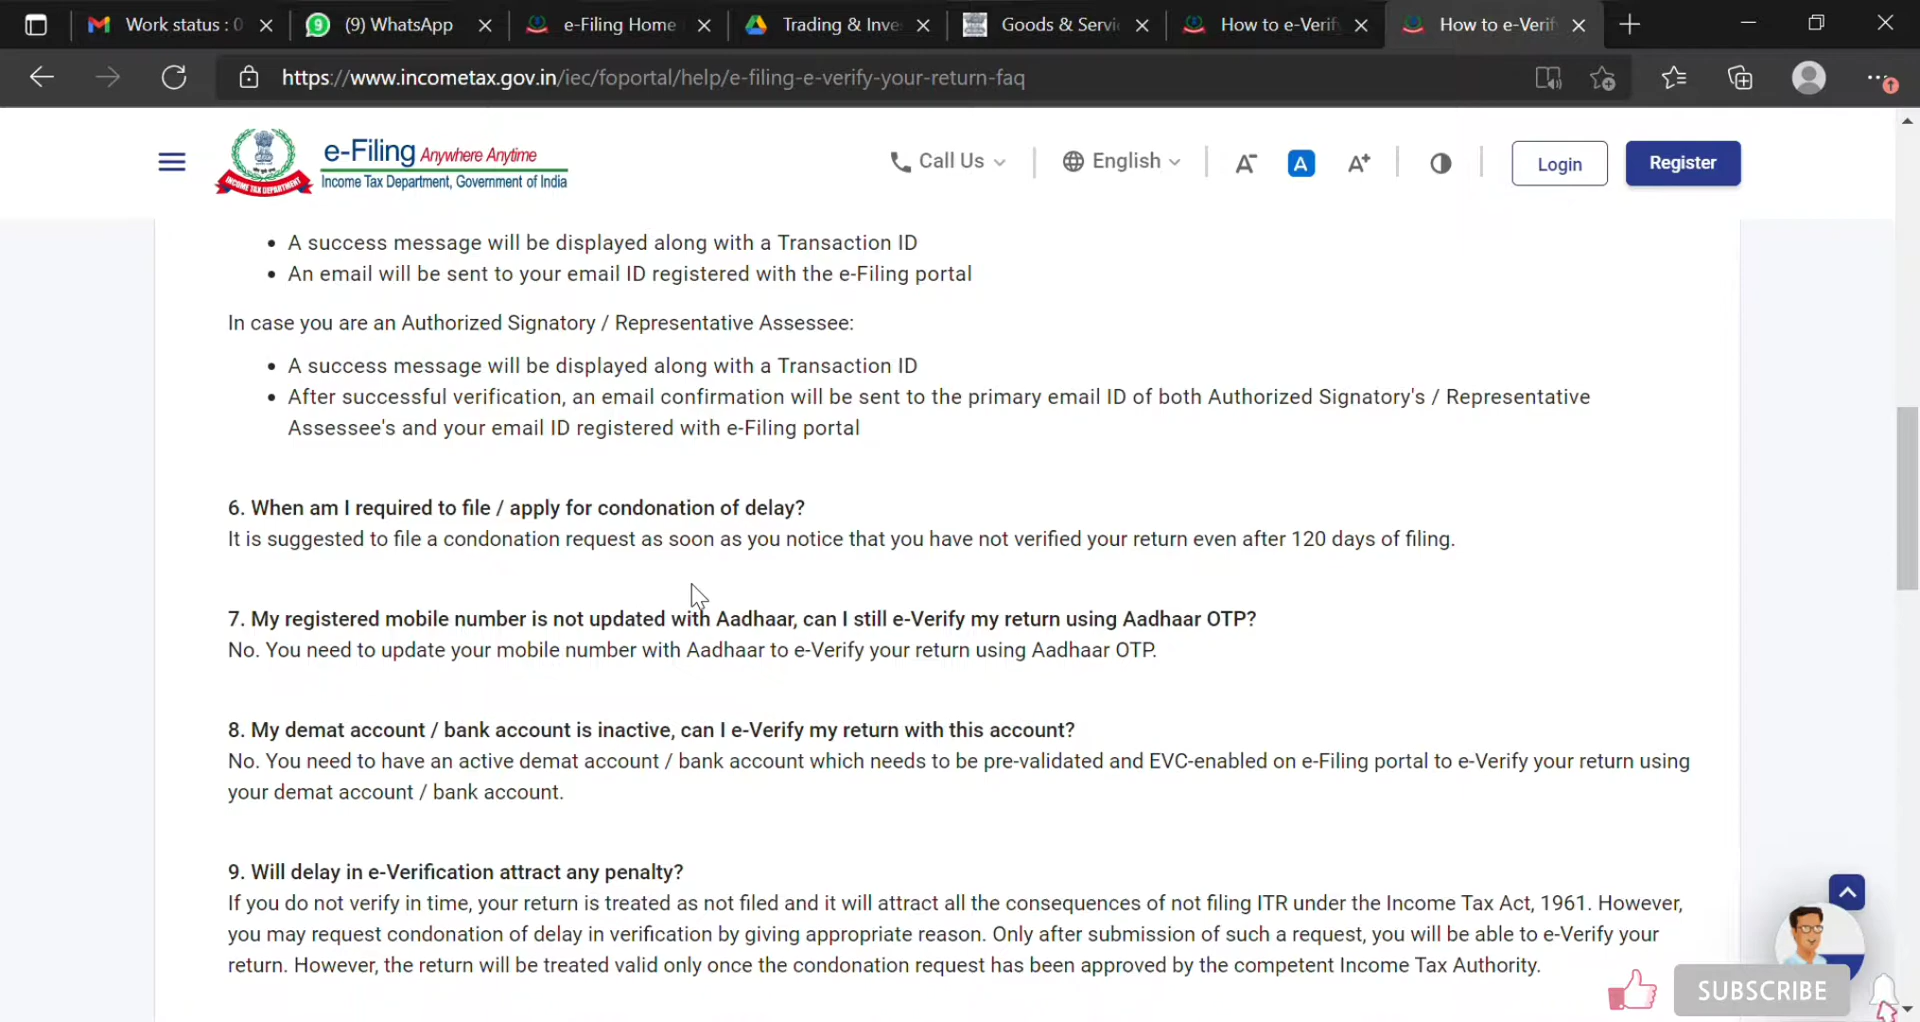 Work status : 0
(9) WhatsApp
e-Filing Home
Trading & Inve
Goods & Servi
How to e-Verif
How to e-Verif
https://www.incometax.gov.in/iec/foportal/help/e-filing-e-verify-your-return-faq
e-Filing Anywhere Anytime
Income Tax Department, Government of India
INCOME TAX DEPARTMENT
Call Us
English
A-
A
A+
Login
Register
• A success message will be displayed along with a Transaction ID
• An email will be sent to your email ID registered with the e-Filing portal
In case you are an Authorized Signatory / Representative Assessee:
• A success message will be displayed along with a Transaction ID
• After successful verification, an email confirmation will be sent to the primary email ID of both Authorized Signatory's / Representative
Assessee's and your email ID registered with e-Filing portal
6. When am I required to file / apply for condonation of delay?
It is suggested to file a condonation request as soon as you notice that you have not verified your return even after 120 days of filing.
7. My registered mobile number is not updated with Aadhaar, can I still e-Verify my return using Aadhaar OTP?
No. You need to update your mobile number with Aadhaar to e-Verify your return using Aadhaar OTP.
8. My demat account / bank account is inactive, can I e-Verify my return with this account?
No. You need to have an active demat account / bank account which needs to be pre-validated and EVC-enabled on e-Filing portal to e-Verify your return using
your demat account / bank account.
9. Will delay in e-Verification attract any penalty?
If you do not verify in time, your return is treated as not filed and it will attract all the consequences of not filing ITR under the Income Tax Act, 1961. However,
you may request condonation of delay in verification by giving appropriate reason. Only after submission of such a request, you will be able to e-Verify your
return. However, the return will be treated valid only once the condonation request has been approved by the competent Income Tax Authority.
SUBSCRIBE